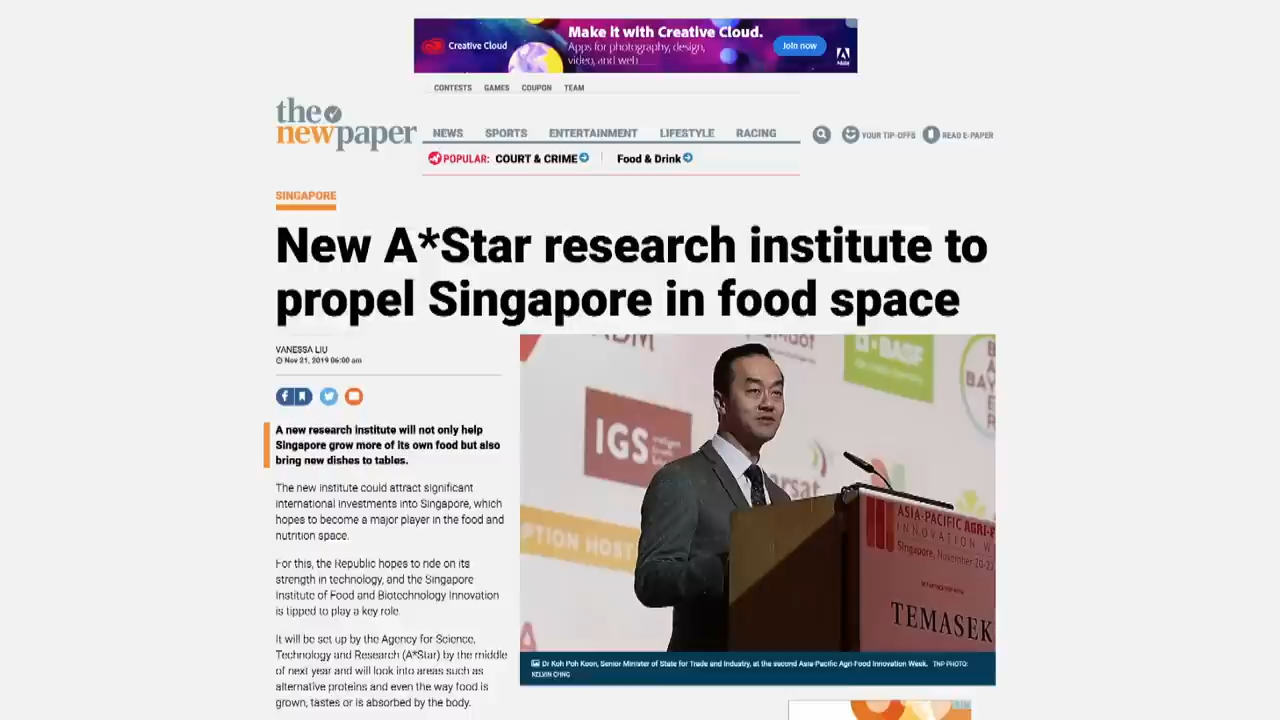 Creative Cloud
Make it with Creative Cloud.
Apps for photography, design,
video, and web
Join now
Adobe
CONTESTS GAMES COUPON TEAM
the
newpaper
NEWS SPORTS ENTERTAINMENT LIFESTYLE RACING
YOUR TIP-OFFS READ E-PAPER
POPULAR: COURT & CRIME Food & Drink
SINGAPORE
New A*Star research institute to
propel Singapore in food space
VANESSA LIU
Nov 21, 2019 06:00 am
A new research institute will not only help
Singapore grow more of its own food but also
bring new dishes to tables.
The new institute could attract significant
international investments into Singapore, which
hopes to become a major player in the food and
nutrition space.
For this, the Republic hopes to ride on its
strength in technology, and the Singapore
Institute of Food and Biotechnology Innovation
is tipped to play a key role.
It will be set up by the Agency for Science,
Technology and Research (A*Star) by the middle
of next year and will look into areas such as
alternative proteins and even the way food is
grown, tastes or is absorbed by the body.
BASF
IGS
PTION HOST
ASIA-PACIFIC AGRI-F
INNOVATION W
Singapore, November 20-22
TEMASEK
Dr Koh Poh Koon, Senior Minister of State for Trade and Industry, at the second Asia-Pacific Agri-Food Innovation Week. TNP PHOTO:
KELVIN CHNG